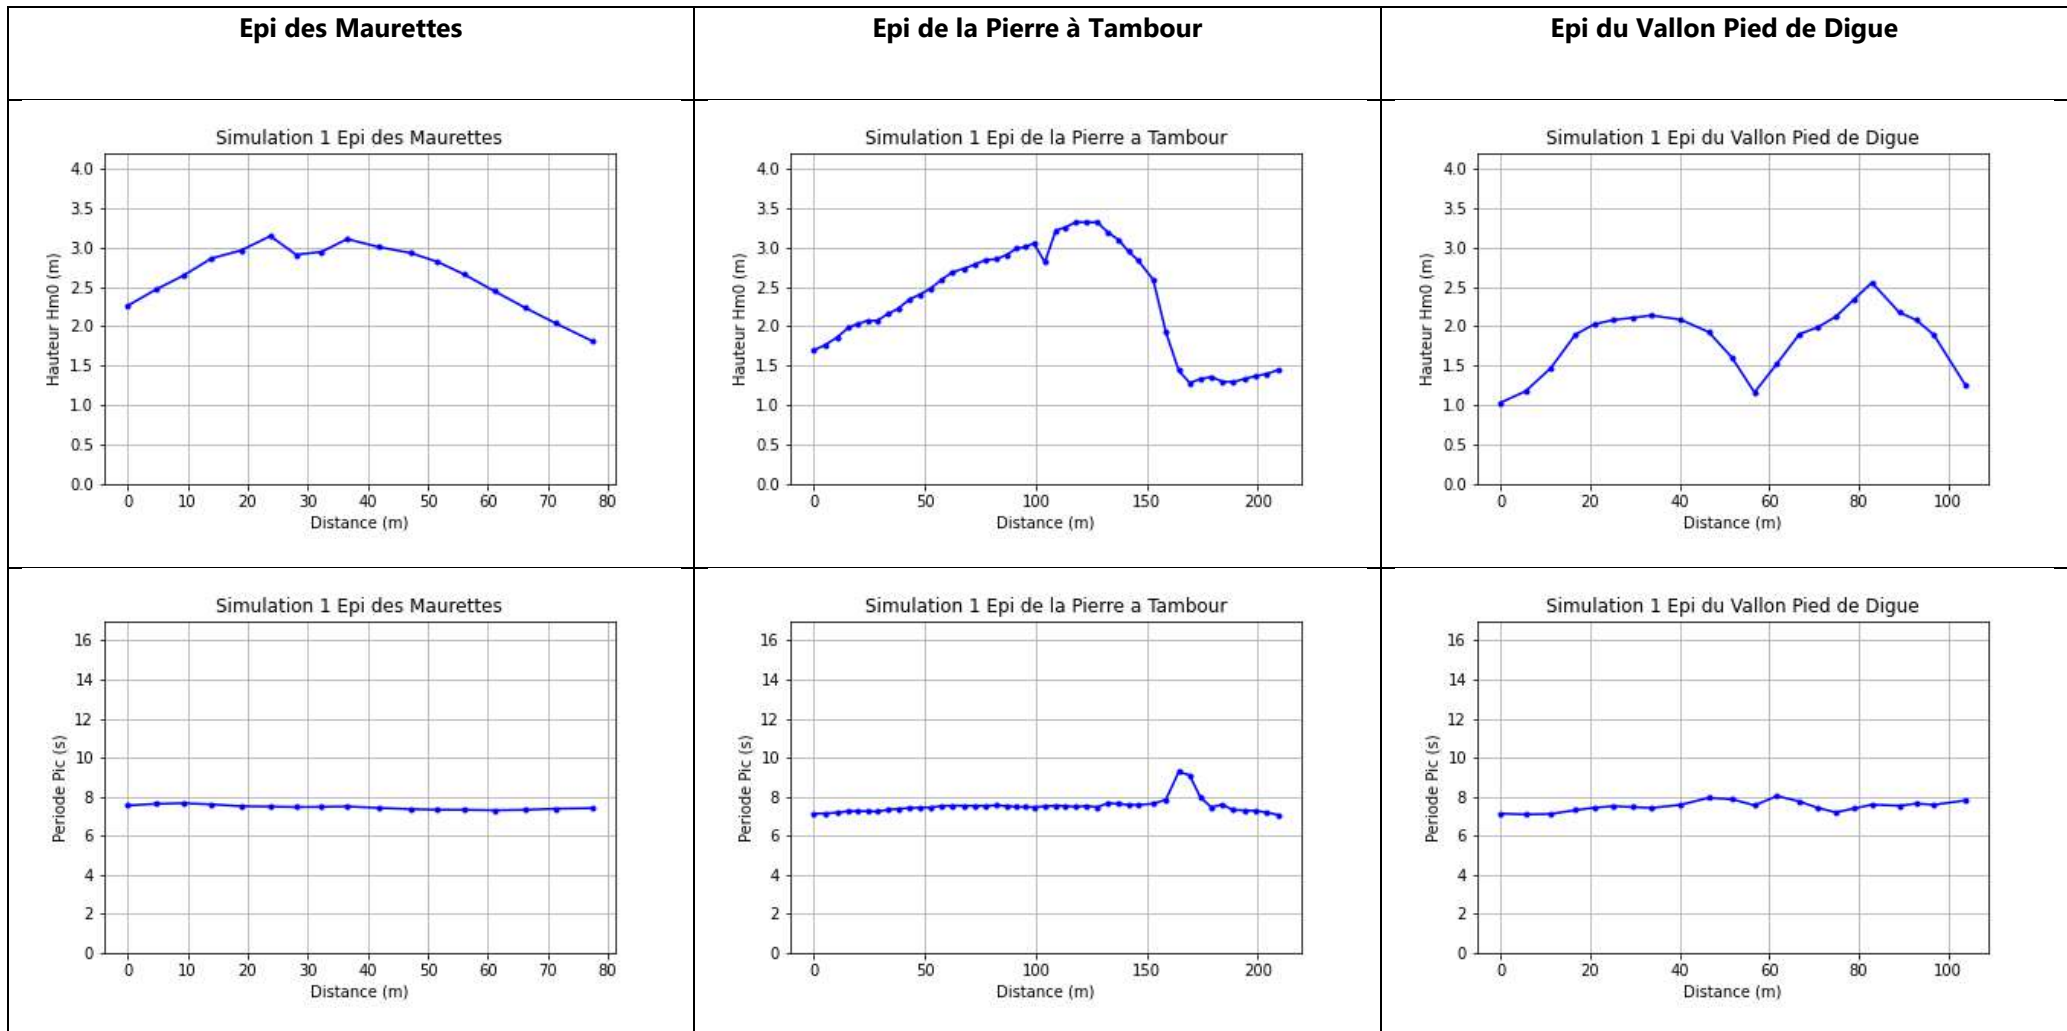 Epi des Maurettes
Epi de la Pierre à Tambour
Epi du Vallon Pied de Digue
Simulation 1 Epi des Maurettes
4.0
3.5
3.0
2.5
2.0
1.5
1.0
0.5
0.0
Hauteur Hm0 (m)
0 10 20 30 40 50 60 70 80
Distance (m)
Simulation 1 Epi de la Pierre a Tambour
4.0
3.5
3.0
2.5
2.0
1.5
1.0
0.5
0.0
Hauteur Hm0 (m)
0 50 100 150 200
Distance (m)
Simulation 1 Epi du Vallon Pied de Digue
4.0
3.5
3.0
2.5
2.0
1.5
1.0
0.5
0.0
Hauteur Hm0 (m)
0 20 40 60 80 100
Distance (m)
Simulation 1 Epi des Maurettes
16
14
12
10
8
6
4
2
0
Periode Pic (s)
0 10 20 30 40 50 60 70 80
Distance (m)
Simulation 1 Epi de la Pierre a Tambour
16
14
12
10
8
6
4
2
0
Periode Pic (s)
0 50 100 150 200
Distance (m)
Simulation 1 Epi du Vallon Pied de Digue
16
14
12
10
8
6
4
2
0
Periode Pic (s)
0 20 40 60 80 100
Distance (m)